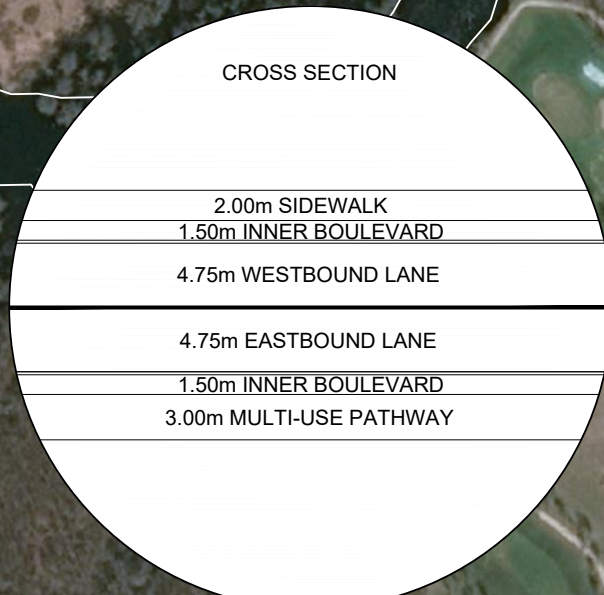 CROSS SECTION
2.00m SIDEWALK
1.50m INNER BOULEVARD
4.75m WESTBOUND LANE
4.75m EASTBOUND LANE
1.50m INNER BOULEVARD
3.00m MULTI-USE PATHWAY